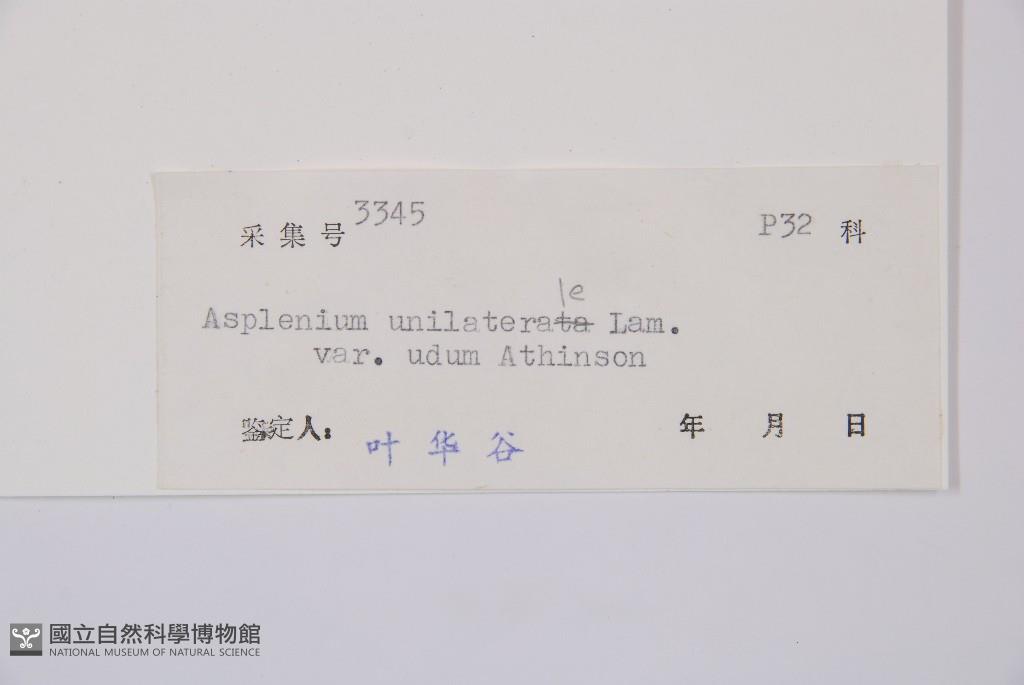 采集号 3345 P32 科
le
Asplenium unilaterata Lam.
var. udum Athinson
鉴定人: 叶华谷 年 月 日
國立自然科學博物館
NATIONAL MUSEUM OF NATURAL SCIENCE